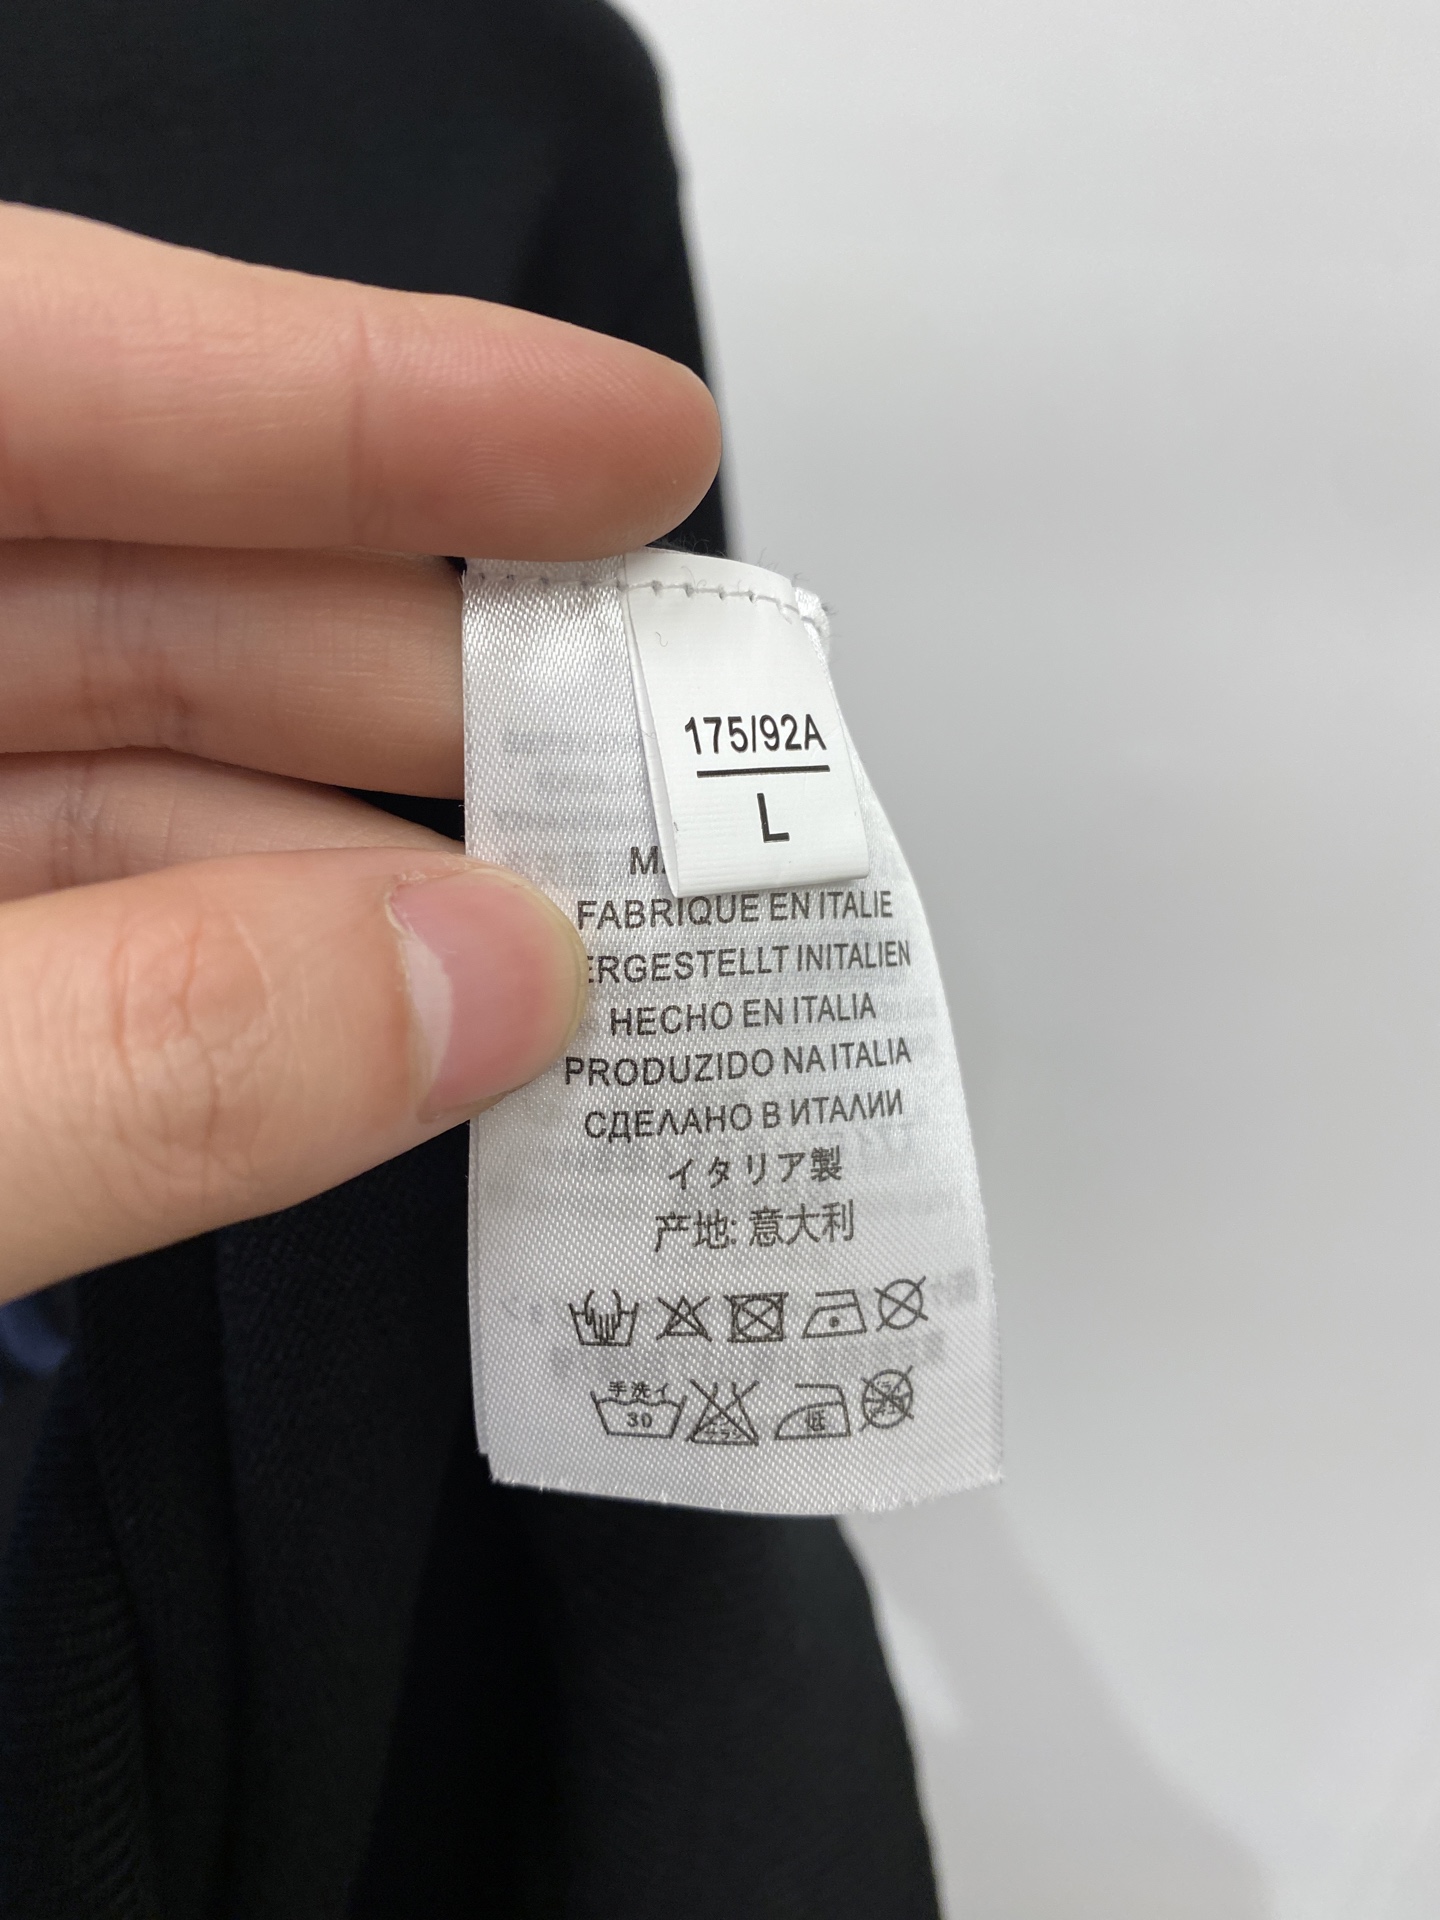 175/92A
L
FABRIQUE EN ITALIE
ERGESTELLT INITALIEN
HECHO EN ITALIA
PRODUZIDO NA ITALIA
СДЕЛАНО В ИТАЛИИ
イタリア製
产地: 意大利
手洗イ
30
低